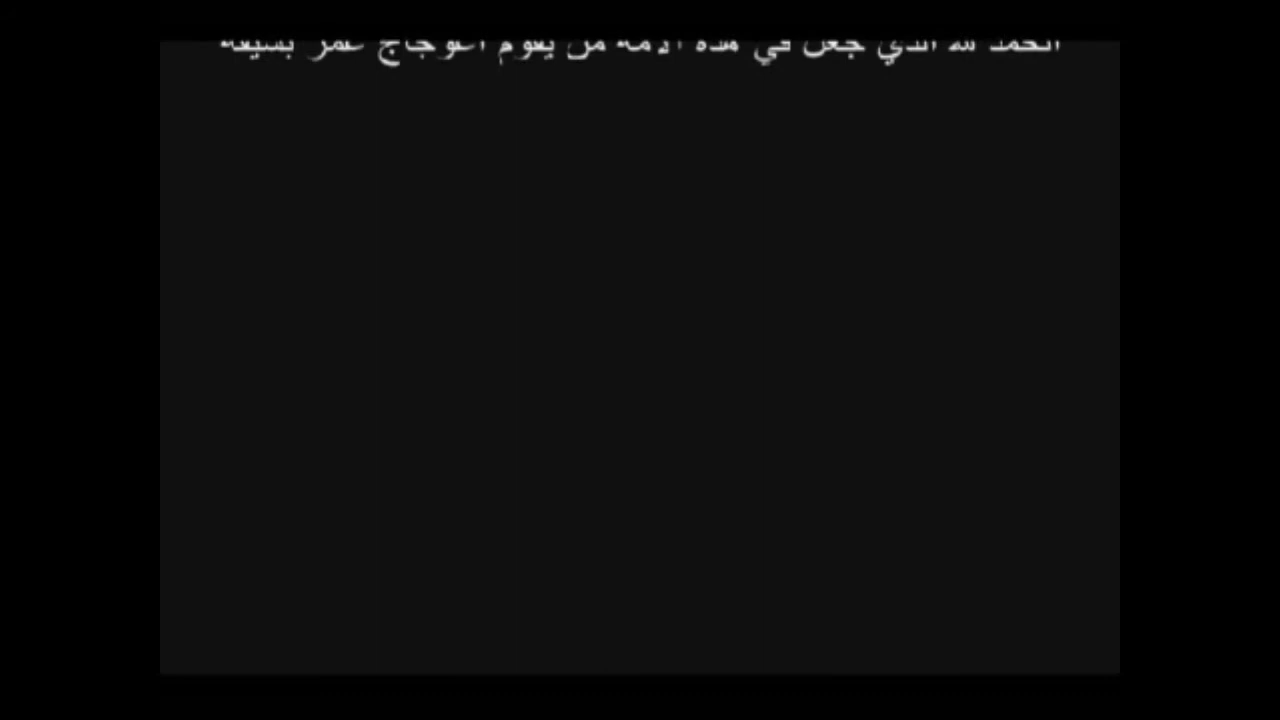 الحمد لله الذي جعل في هذه الأمة من يقوم اعوجاج عمر بسيفه